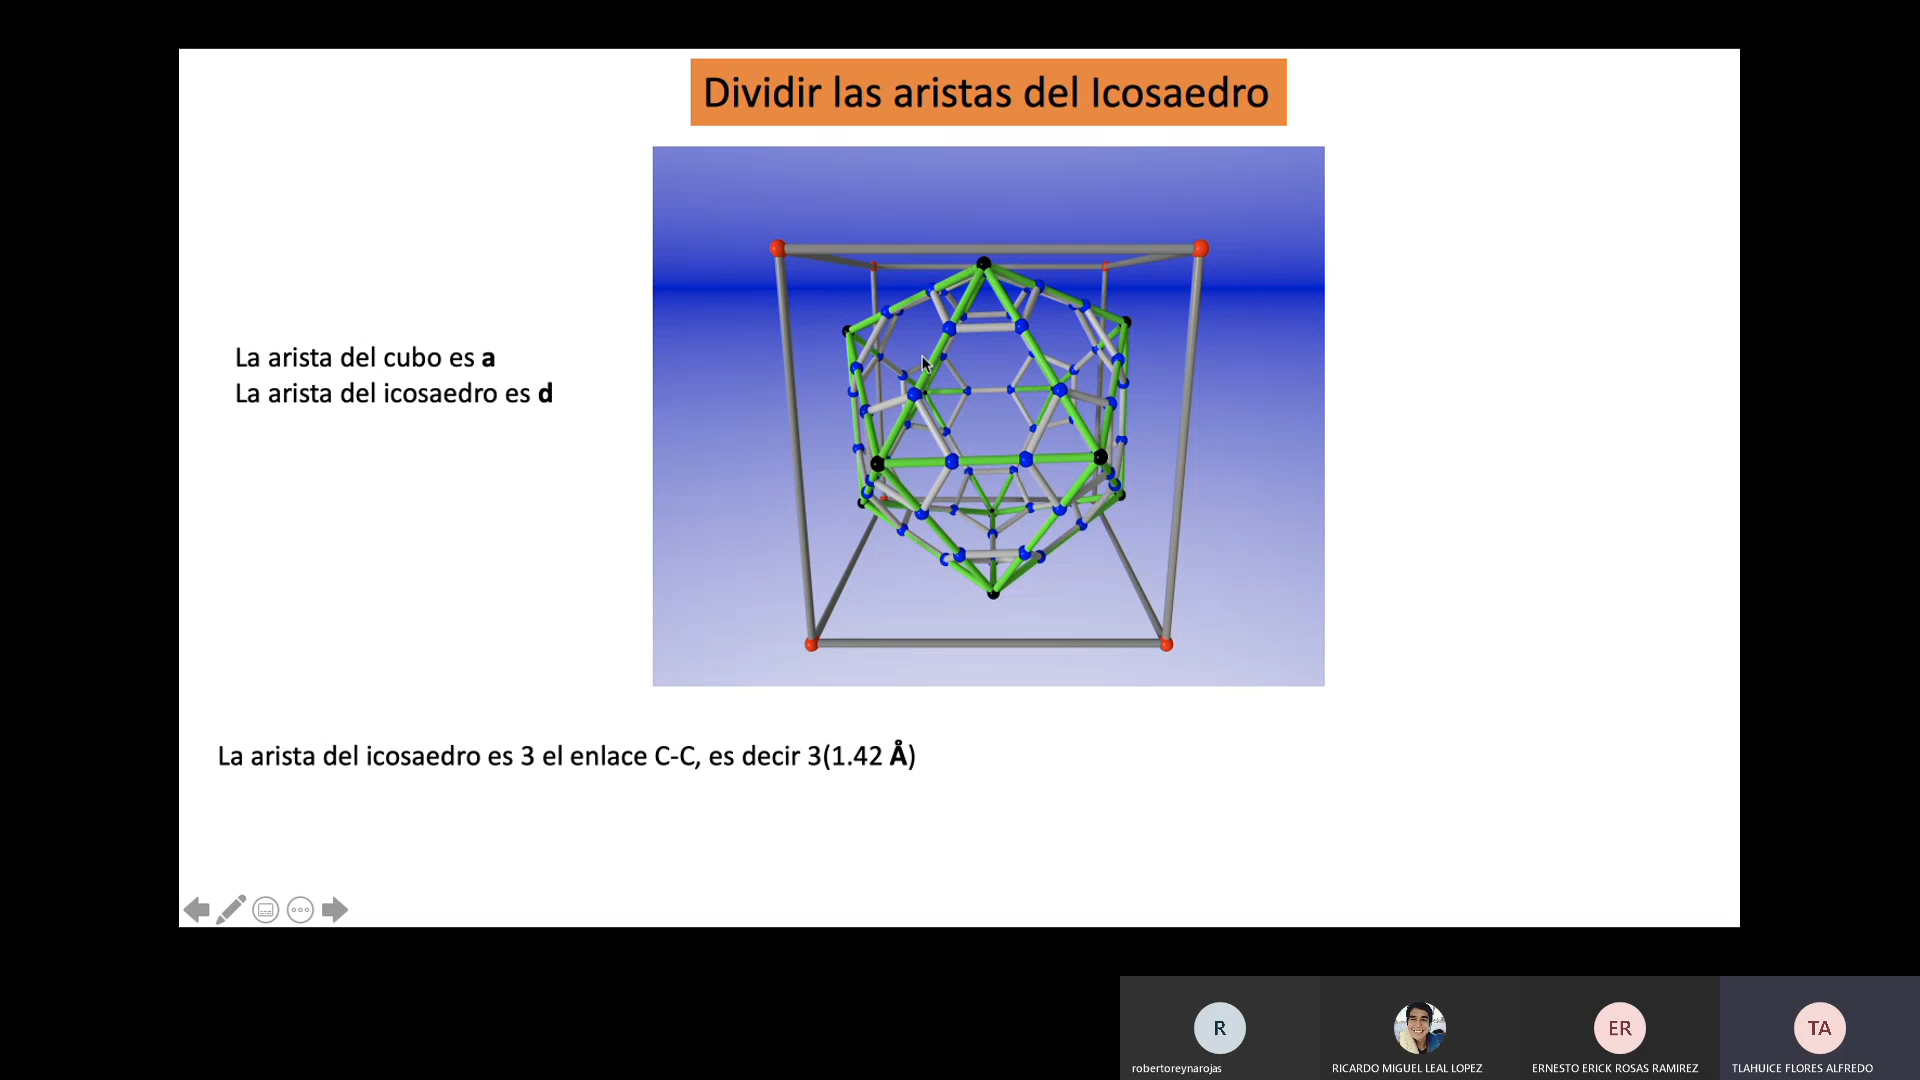 Dividir las aristas del Icosaedro
La arista del cubo es a
La arista del icosaedro es d
La arista del icosaedro es 3 el enlace C-C, es decir 3(1.42 Å)
R
ER
TA
robertoreynarojas
RICARDO MIGUEL LEAL LOPEZ
ERNESTO ERICK ROSAS RAMIREZ
TLAHUICE FLORES ALFREDO